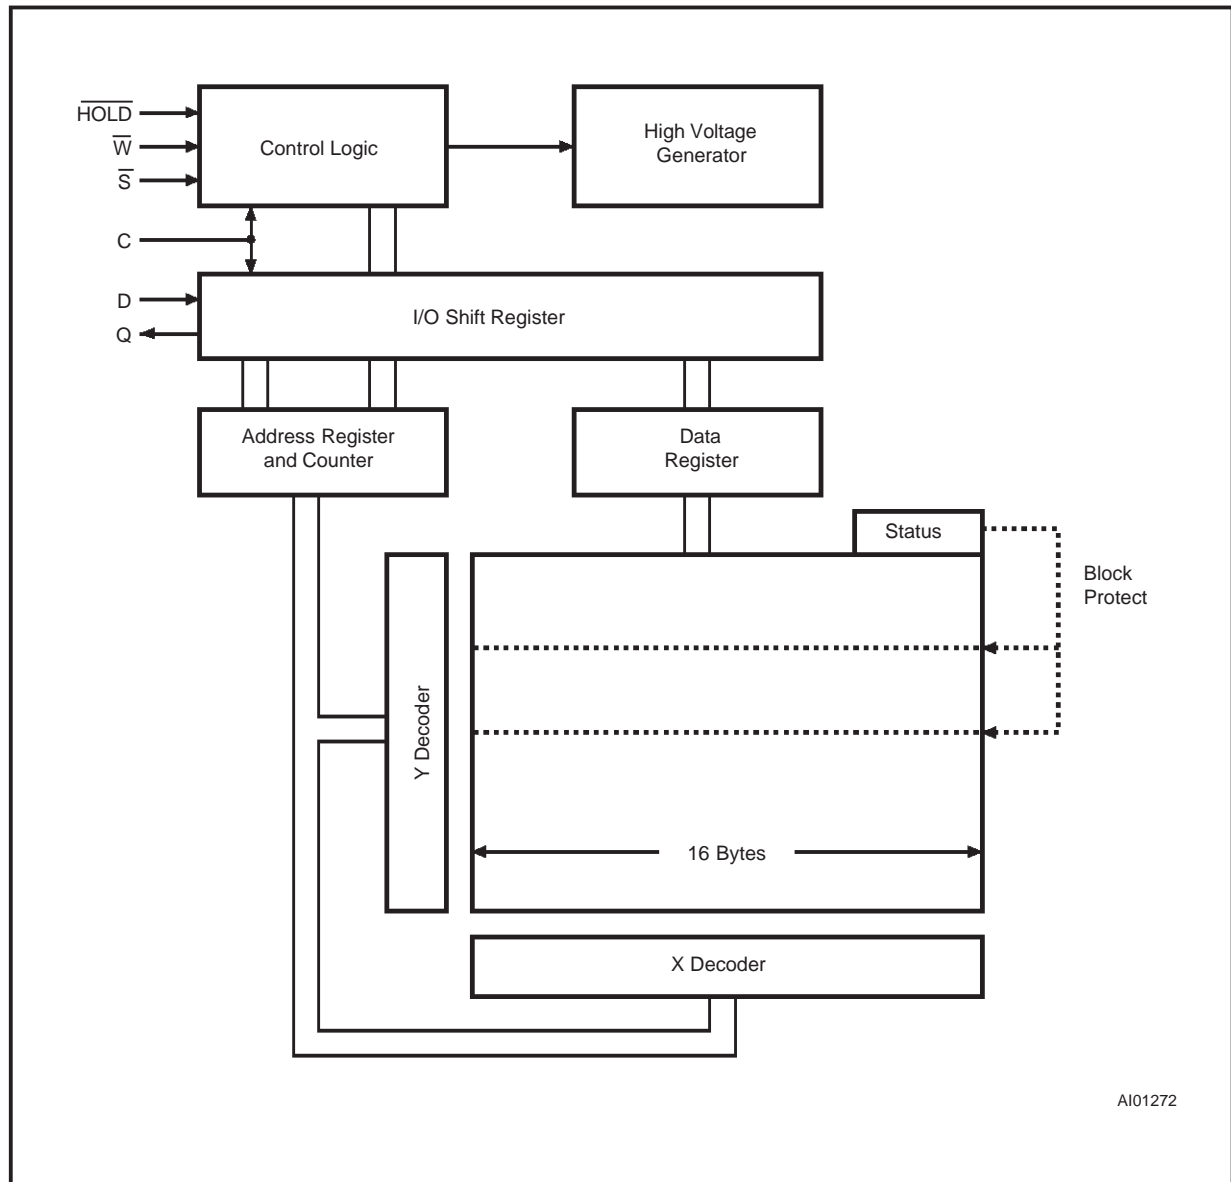 HOLD
W
S
C
D
Q
Control Logic
High Voltage
Generator
I/O Shift Register
Address Register
and Counter
Data
Register
Status
Block
Protect
Y Decoder
16 Bytes
X Decoder
AI01272